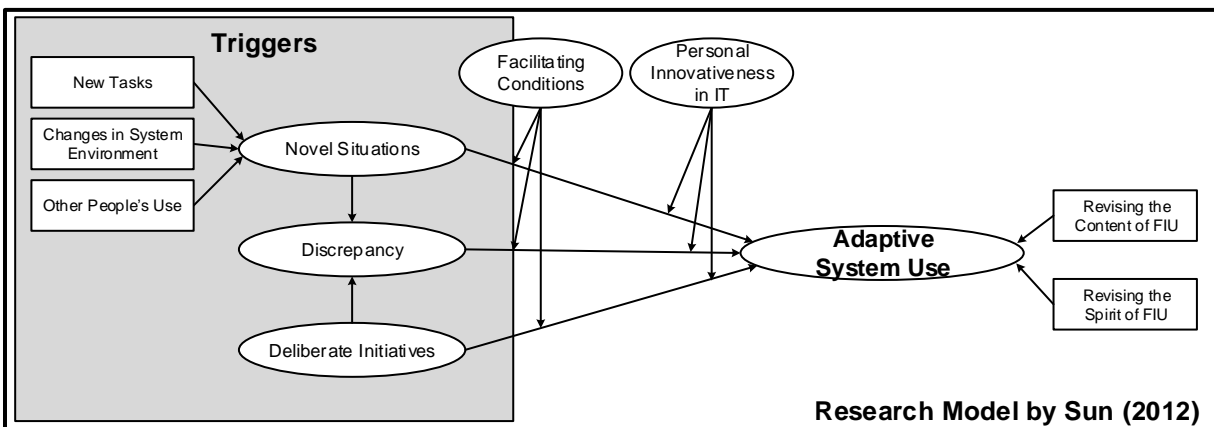 Triggers
Facilitating
Conditions
Personal
Innovativeness
in IT
New Tasks
Changes in System
Environment
Other People's Use
Novel Situations
Discrepancy
Deliberate Initiatives
Adaptive
System Use
Revising the
Content of FIU
Revising the
Spirit of FIU
Research Model by Sun (2012)